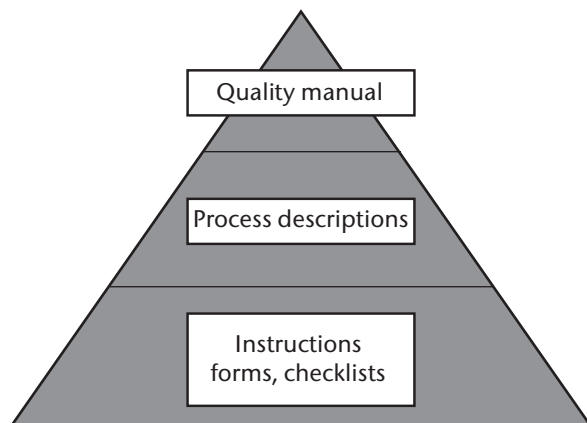 Quality manual
Process descriptions
Instructions
forms, checklists